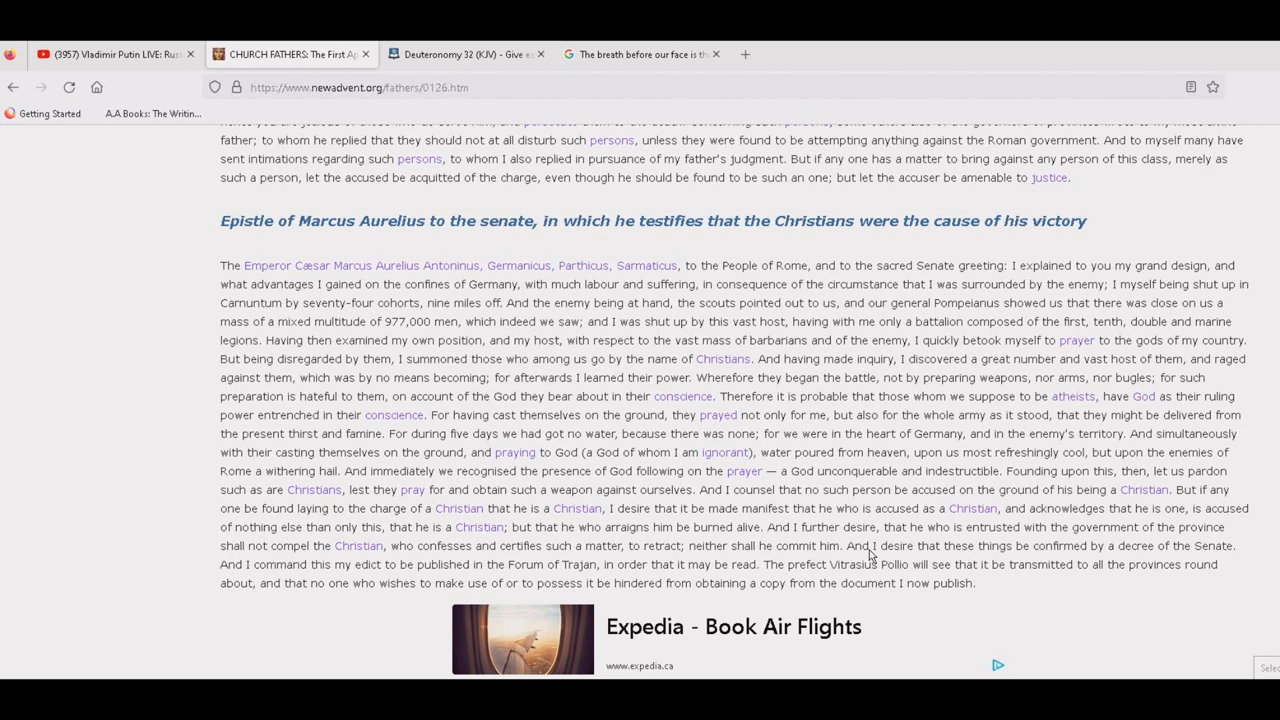 (3957) Vladimir Putin LIVE: Rus
CHURCH FATHERS: The First Ap
Deuteronomy 32 (KJV) - Give ea
The breath before our face is th
https://www.newadvent.org/fathers/0126.htm
Getting Started
A.A Books: The Writin...
father; to whom he replied that they should not at all disturb such persons, unless they were found to be attempting anything against the Roman government. And to myself many have
sent intimations regarding such persons, to whom I also replied in pursuance of my father's judgment. But if any one has a matter to bring against any person of this class, merely as
such a person, let the accused be acquitted of the charge, even though he should be found to be such an one; but let the accuser be amenable to justice.
Epistle of Marcus Aurelius to the senate, in which he testifies that the Christians were the cause of his victory
The Emperor Cæsar Marcus Aurelius Antoninus, Germanicus, Parthicus, Sarmaticus, to the People of Rome, and to the sacred Senate greeting: I explained to you my grand design, and
what advantages I gained on the confines of Germany, with much labour and suffering, in consequence of the circumstance that I was surrounded by the enemy; I myself being shut up in
Carnuntum by seventy-four cohorts, nine miles off. And the enemy being at hand, the scouts pointed out to us, and our general Pompeianus showed us that there was close on us a
mass of a mixed multitude of 977,000 men, which indeed we saw; and I was shut up by this vast host, having with me only a battalion composed of the first, tenth, double and marine
legions. Having then examined my own position, and my host, with respect to the vast mass of barbarians and of the enemy, I quickly betook myself to prayer to the gods of my country.
But being disregarded by them, I summoned those who among us go by the name of Christians. And having made inquiry, I discovered a great number and vast host of them, and raged
against them, which was by no means becoming; for afterwards I learned their power. Wherefore they began the battle, not by preparing weapons, nor arms, nor bugles; for such
preparation is hateful to them, on account of the God they bear about in their conscience. Therefore it is probable that those whom we suppose to be atheists, have God as their ruling
power entrenched in their conscience. For having cast themselves on the ground, they prayed not only for me, but also for the whole army as it stood, that they might be delivered from
the present thirst and famine. For during five days we had got no water, because there was none; for we were in the heart of Germany, and in the enemy's territory. And simultaneously
with their casting themselves on the ground, and praying to God (a God of whom I am ignorant), water poured from heaven, upon us most refreshingly cool, but upon the enemies of
Rome a withering hail. And immediately we recognised the presence of God following on the prayer — a God unconquerable and indestructible. Founding upon this, then, let us pardon
such as are Christians, lest they pray for and obtain such a weapon against ourselves. And I counsel that no such person be accused on the ground of his being a Christian. But if any
one be found laying to the charge of a Christian that he is a Christian, I desire that it be made manifest that he who is accused as a Christian, and acknowledges that he is one, is accused
of nothing else than only this, that he is a Christian; but that he who arraigns him be burned alive. And I further desire, that he who is entrusted with the government of the province
shall not compel the Christian, who confesses and certifies such a matter, to retract; neither shall he commit him. And I desire that these things be confirmed by a decree of the Senate.
And I command this my edict to be published in the Forum of Trajan, in order that it may be read. The prefect Vitrasius Pollio will see that it be transmitted to all the provinces round
about, and that no one who wishes to make use of or to possess it be hindered from obtaining a copy from the document I now publish.
Expedia - Book Air Flights
www.expedia.ca
Selec